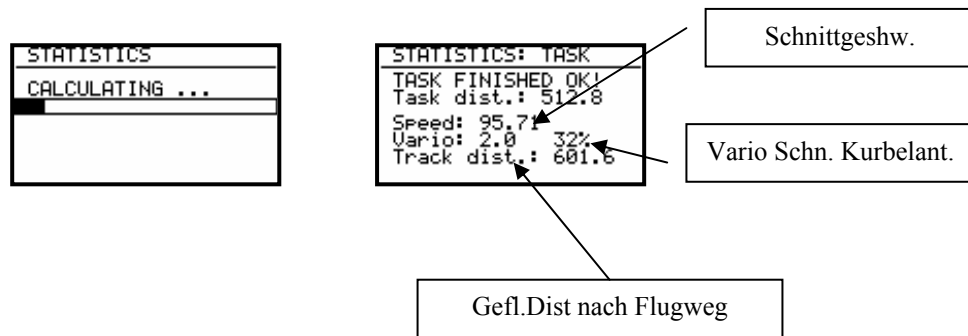 STATISTICS
CALCULATING ...
STATISTICS: TASK
TASK FINISHED OK!
Task dist.: 512.8
Speed: 95.71
Vario: 2.0 32%
Track dist.: 601.6
Schnittgeshw.
Vario Schn. Kurbelant.
Gefl.Dist nach Flugweg